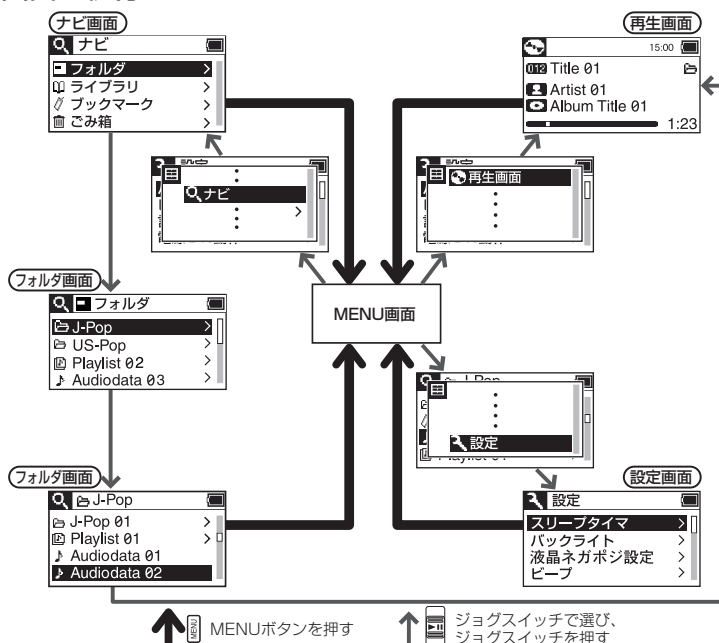 ナビ画面
ナビ
フォルダ
ライブラリ
ブックマーク
ごみ箱
再生画面
15:00
012 Title 01
Artist 01
Album Title 01
1:23
ナビ
再生画面
フォルダ画面
フォルダ
J-Pop
US-Pop
Playlist 02
Audiodata 03
MENU画面
J-Pop
設定
フォルダ画面
J-Pop
J-Pop 01
Playlist 01
Audiodata 01
Audiodata 02
設定画面
設定
スリープタイマ
バックライト
液晶ネガポジ設定
ビープ
MENU
MENUボタンを押す
ジョグスイッチで選び、
ジョグスイッチを押す